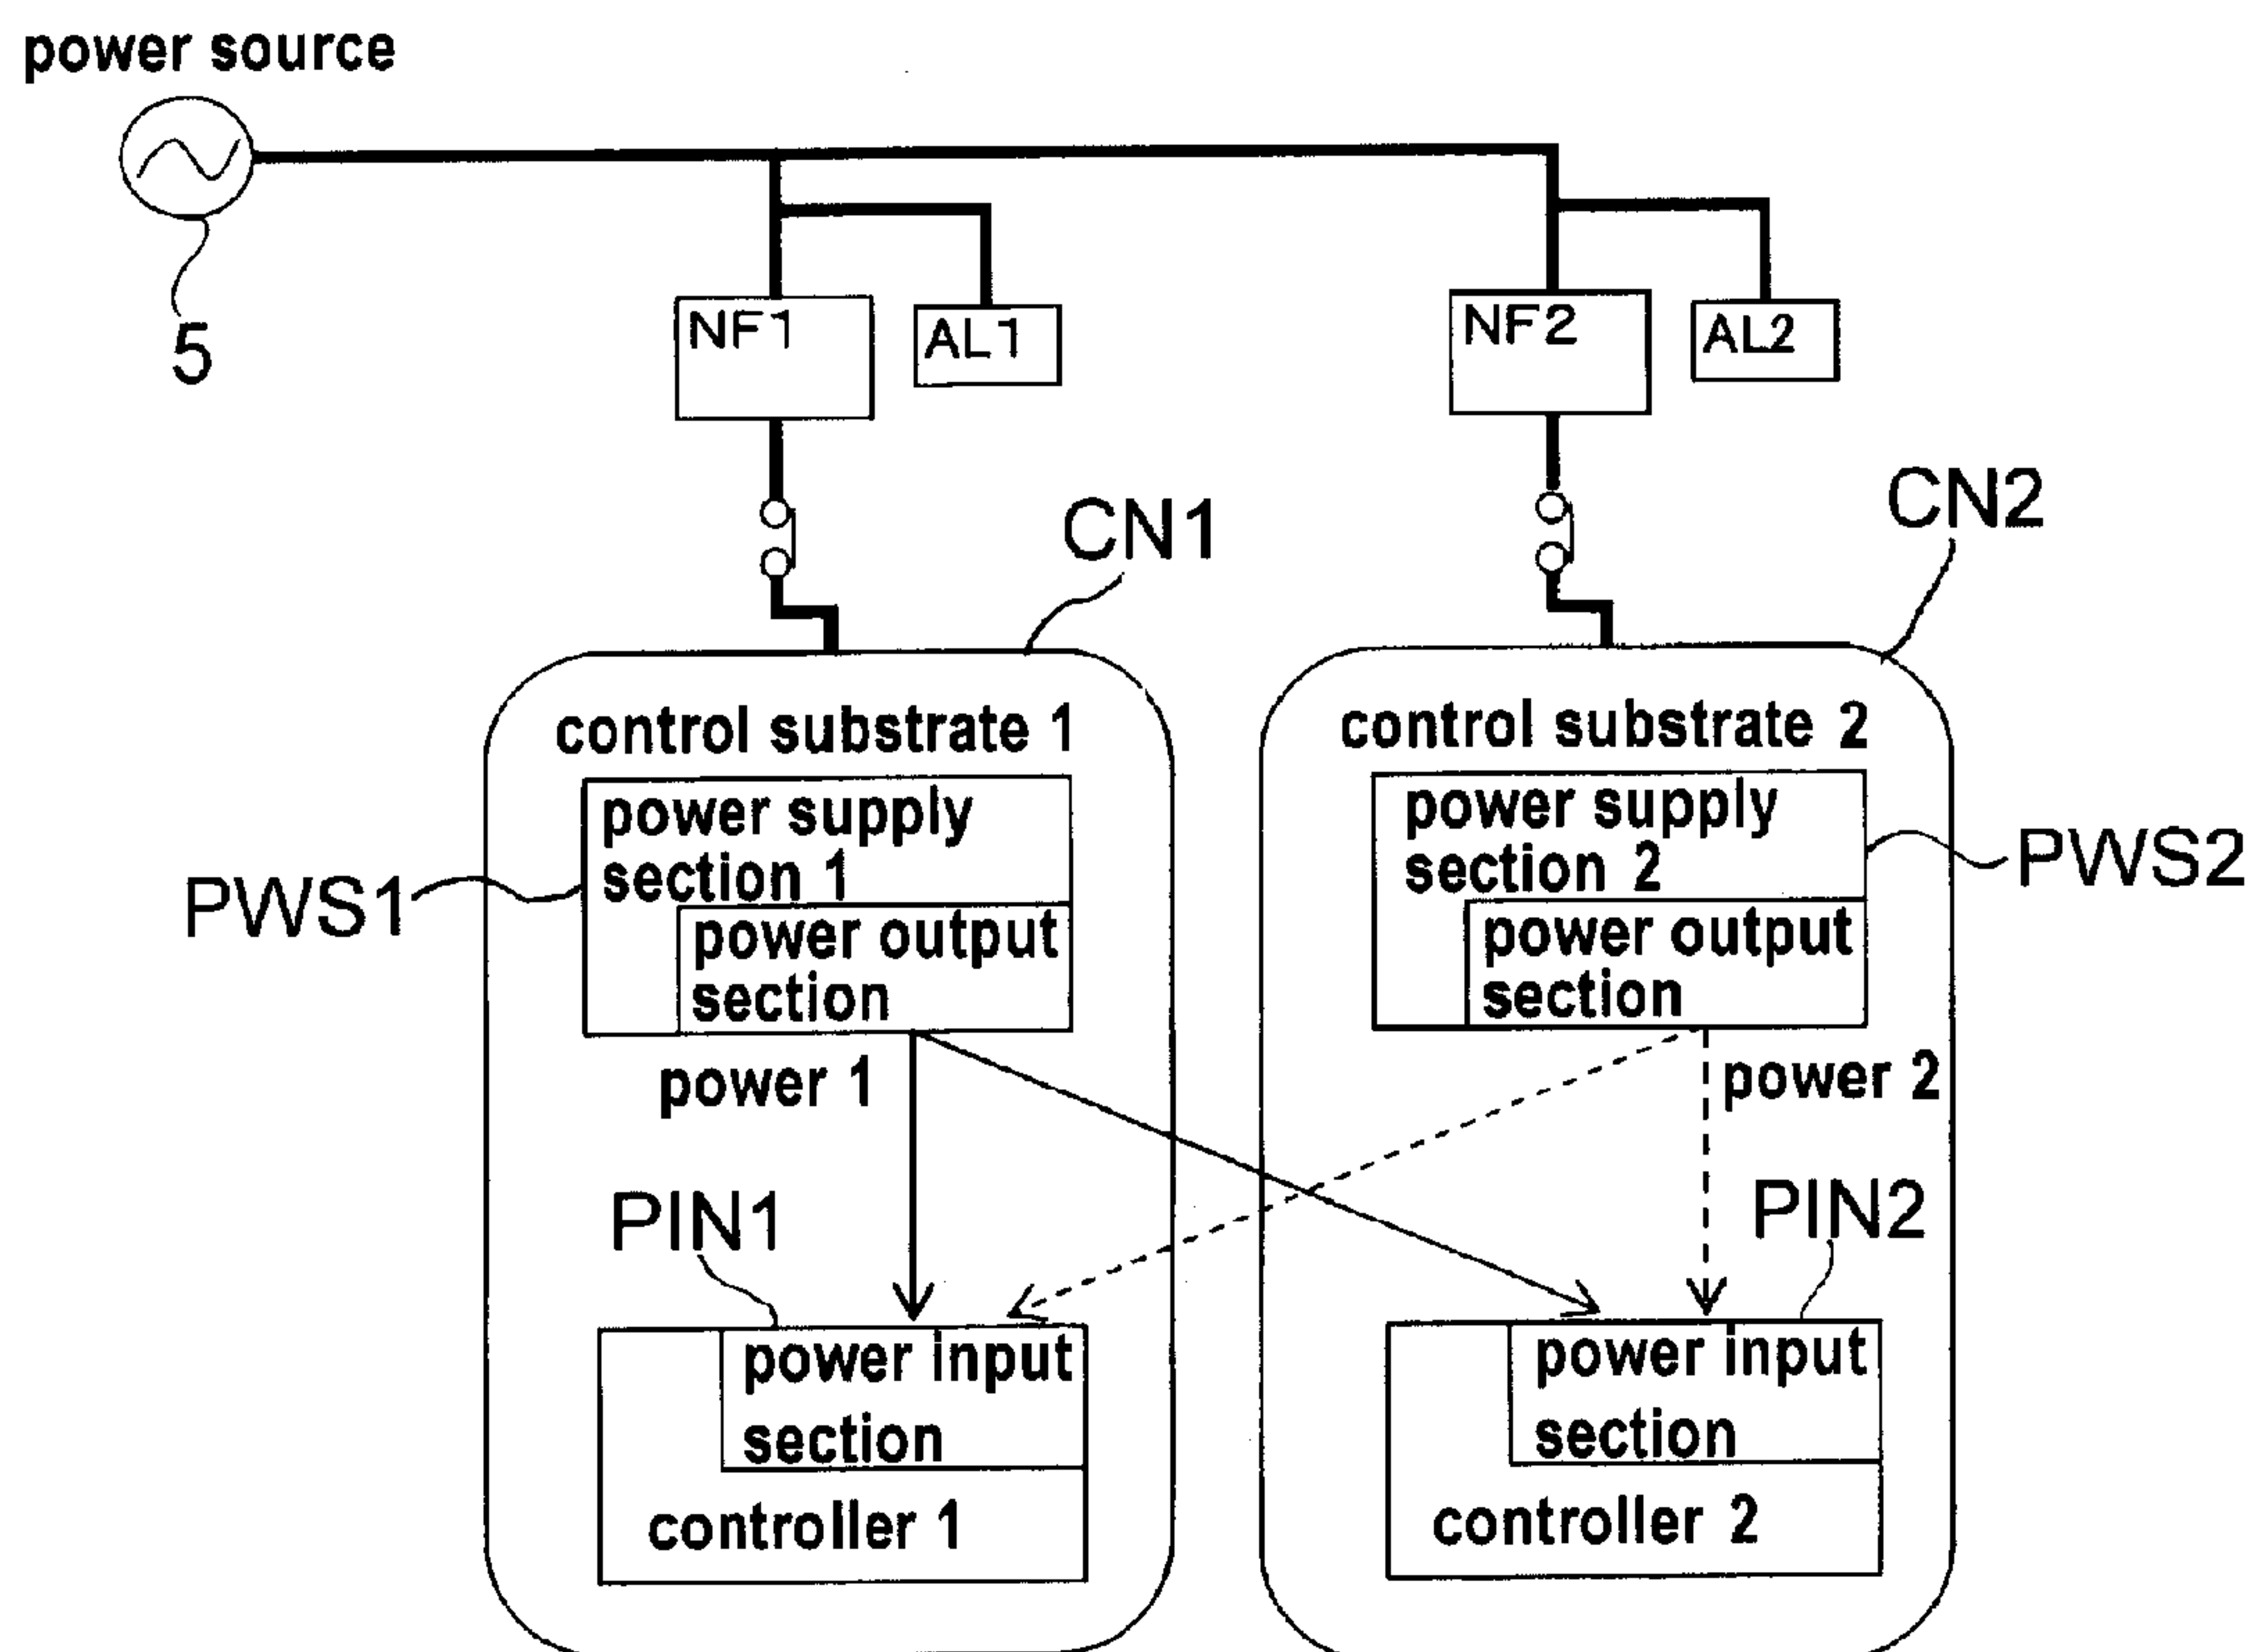 power source
5
NF1
AL1
NF2
AL2
CN1
CN2
control substrate 1
power supply
section 1
power output
section
PWS1
power 1
PIN1
power input
section
controller 1
control substrate 2
power supply
section 2
power output
section
PWS2
power 2
PIN2
power input
section
controller 2